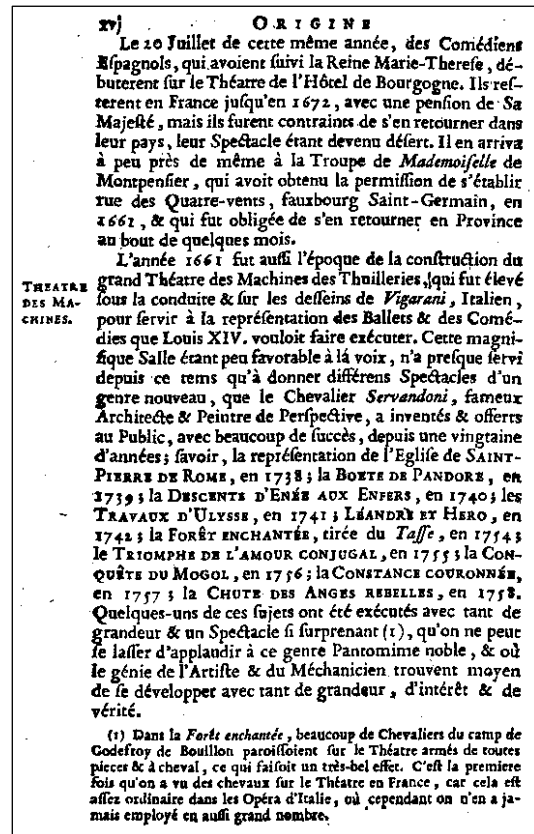 xvj ORIGINE
Le 20 Juillet de cette même année, des Comédiens
Eſpagnols, qui avoient ſuivi la Reine Marie-Thereſe, dé-
buterent ſur le Théatre de l'Hôtel de Bourgogne. Ils reſ-
terent en France juſqu'en 1672, avec une penſion de Sa
Majeſté, mais ils furent contraints de s'en retourner dans
leur pays, leur Spectacle étant devenu déſert. Il en arriva
à peu près de même à la Troupe de Mademoiſelle de
Montpenſier, qui avoit obtenu la permiſſion de s'établir
rue des Quatre-vents, fauxbourg Saint-Germain, en
1661, & qui fut obligée de s'en retourner en Province
au bout de quelques mois.
L'année 1661 fut auſſi l'époque de la conſtruction du
THEATRE
DES MA-
CHINES.
grand Théatre des Machines des Thuilleries, qui fut élevé
ſous la conduite & ſur les deſſeins de Vigarani, Italien,
pour ſervir à la repréſentation des Ballets & des Comé-
dies que Louis XIV. vouloit faire exécuter. Cette magni-
fique Salle étant peu favorable à là voix, n'a preſque ſervi
depuis ce tems qu'à donner différens Spectacles d'un
genre nouveau, que le Chevalier Servandoni, fameux
Architecte & Peintre de Perſpective, a inventés & offerts
au Public, avec beaucoup de ſuccès, depuis une vingtaine
d'années; ſavoir, la repréſentation de l'Egliſe de SAINT-
PIERRE DE ROME, en 1738; la BOETE DE PANDORE, en
1739; la DESCENTE D'ENÉE AUX ENFERS, en 1740; les
TRAVAUX D'ULYSSE, en 1741; LÉANDRE ET HERO, en
1742; la FORÊT ENCHANTÉE, tirée du Taſſe, en 1754;
le TRIOMPHE DE L'AMOUR CONJUGAL, en 1755; la CON-
QUÊTE DU MOGOL, en 1756; la CONSTANCE COURONNÉE,
en 1757; la CHUTE DES ANGES REBELLES, en 1758.
Quelques-uns de ces ſujets ont été exécutés avec tant de
grandeur & un Spectacle ſi ſurprenant (1), qu'on ne peut
ſe laſſer d'applaudir à ce genre Pantomime noble, & où
le génie de l'Artiſte & du Méchanicien trouvent moyen
de ſe développer avec tant de grandeur, d'intérêt & de
vérité.
(1) Dans la Forêt enchantée, beaucoup de Chevaliers du camp de
Godefroy de Bouillon paroiſſoient ſur le Théatre armés de toutes
pieces & à cheval, ce qui faiſoit un très-bel effet. C'eſt la premiere
fois qu'on a vu des chevaux ſur le Théatre en France, car cela eſt
aſſez ordinaire dans les Opéra d'Italie, où cependant on n'en a ja-
mais employé en auſſi grand nombre.